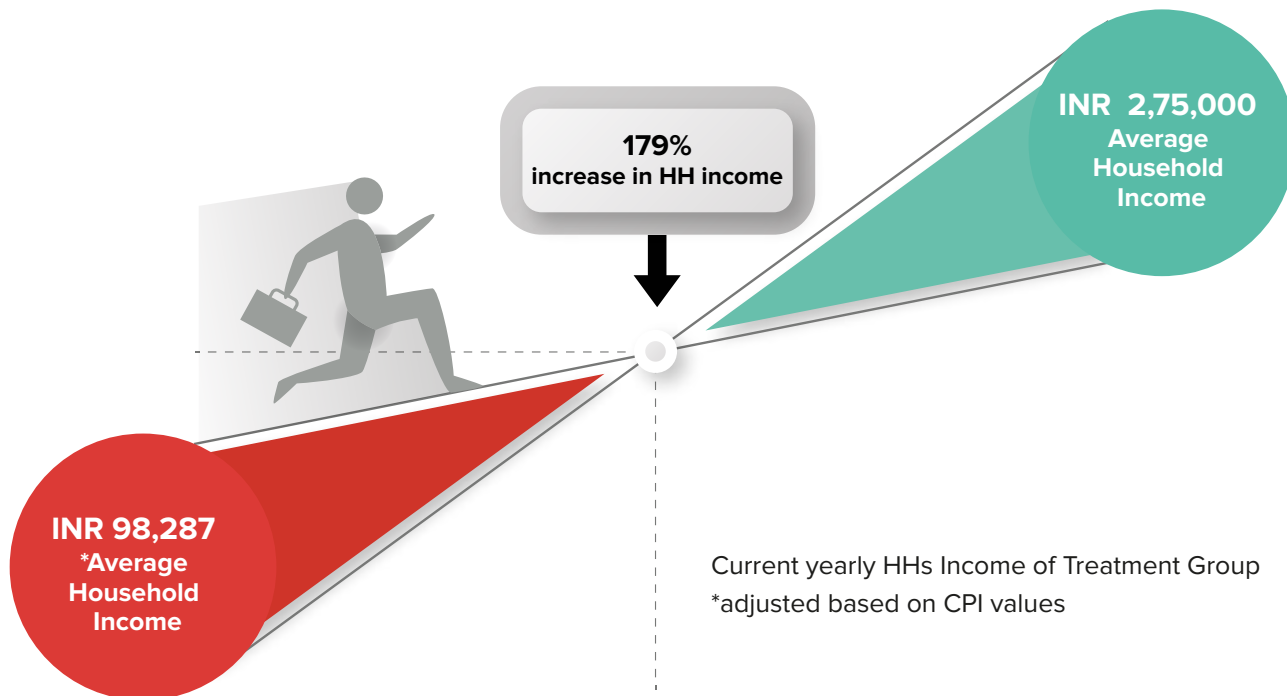 INR 2,75,000
Average
Household
Income
179%
increase in HH income
INR 98,287
*Average
Household
Income
Current yearly HHs Income of Treatment Group
*adjusted based on CPI values